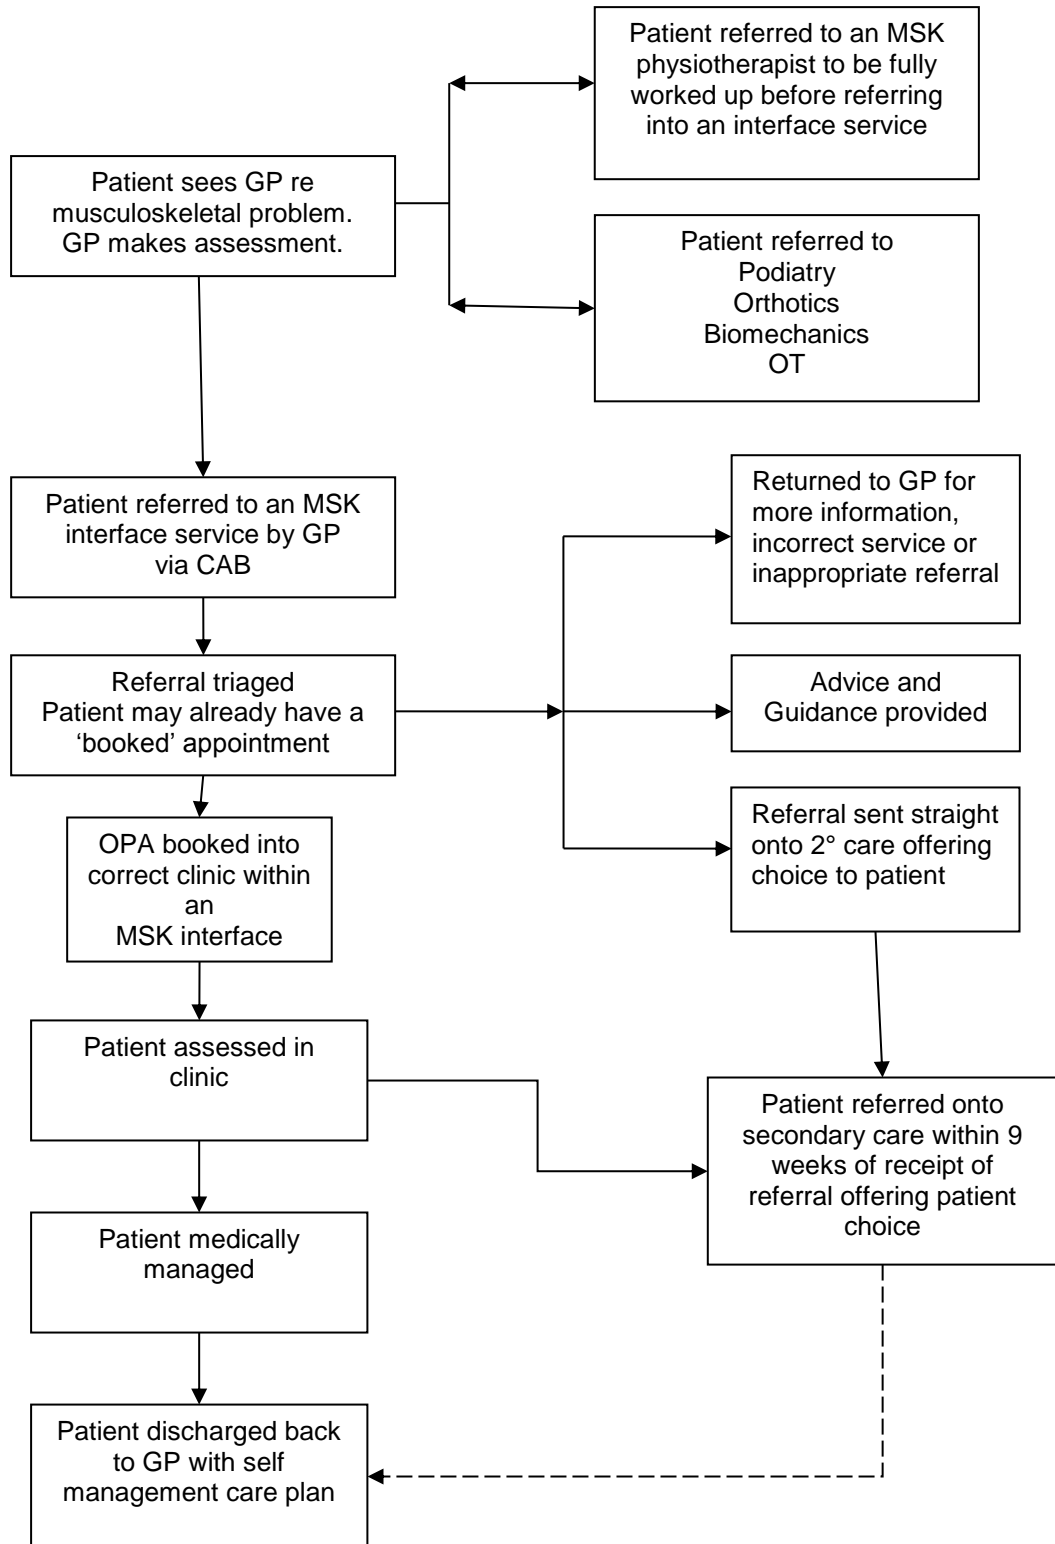 Patient referred to an MSK
physiotherapist to be fully
worked up before referring
into an interface service
Patient sees GP re
musculoskeletal problem.
GP makes assessment.
Patient referred to
Podiatry
Orthotics
Biomechanics
OT
Patient referred to an MSK
interface service by GP
via CAB
Returned to GP for
more information,
incorrect service or
inappropriate referral
Referral triaged
Patient may already have a
‘booked’ appointment
Advice and
Guidance provided
OPA booked into
correct clinic within
an
MSK interface
Referral sent straight
onto 2° care offering
choice to patient
Patient assessed in
clinic
Patient referred onto
secondary care within 9
weeks of receipt of
referral offering patient
choice
Patient medically
managed
Patient discharged back
to GP with self
management care plan